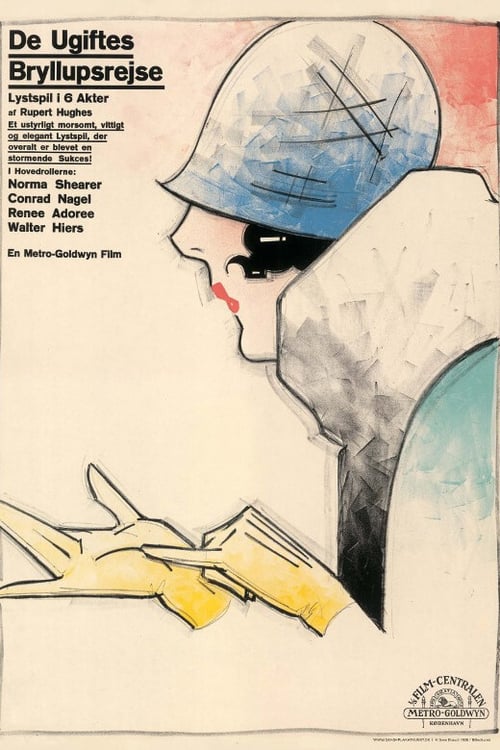 De Ugiftes
Bryllupsrejse
Lystspil i 6 Akter
af Rupert Hughes
Et ustyrligt morsomt, vittigt
og elegant Lystspil, der
overalt er blevet en
stormende Sukces!
I Hovedrollerne:
Norma Shearer
Conrad Nagel
Renee Adoree
Walter Hiers
En Metro-Goldwyn Film
FILM-CENTRALEN
METRO-GOLDWYN
KØBENHAVN